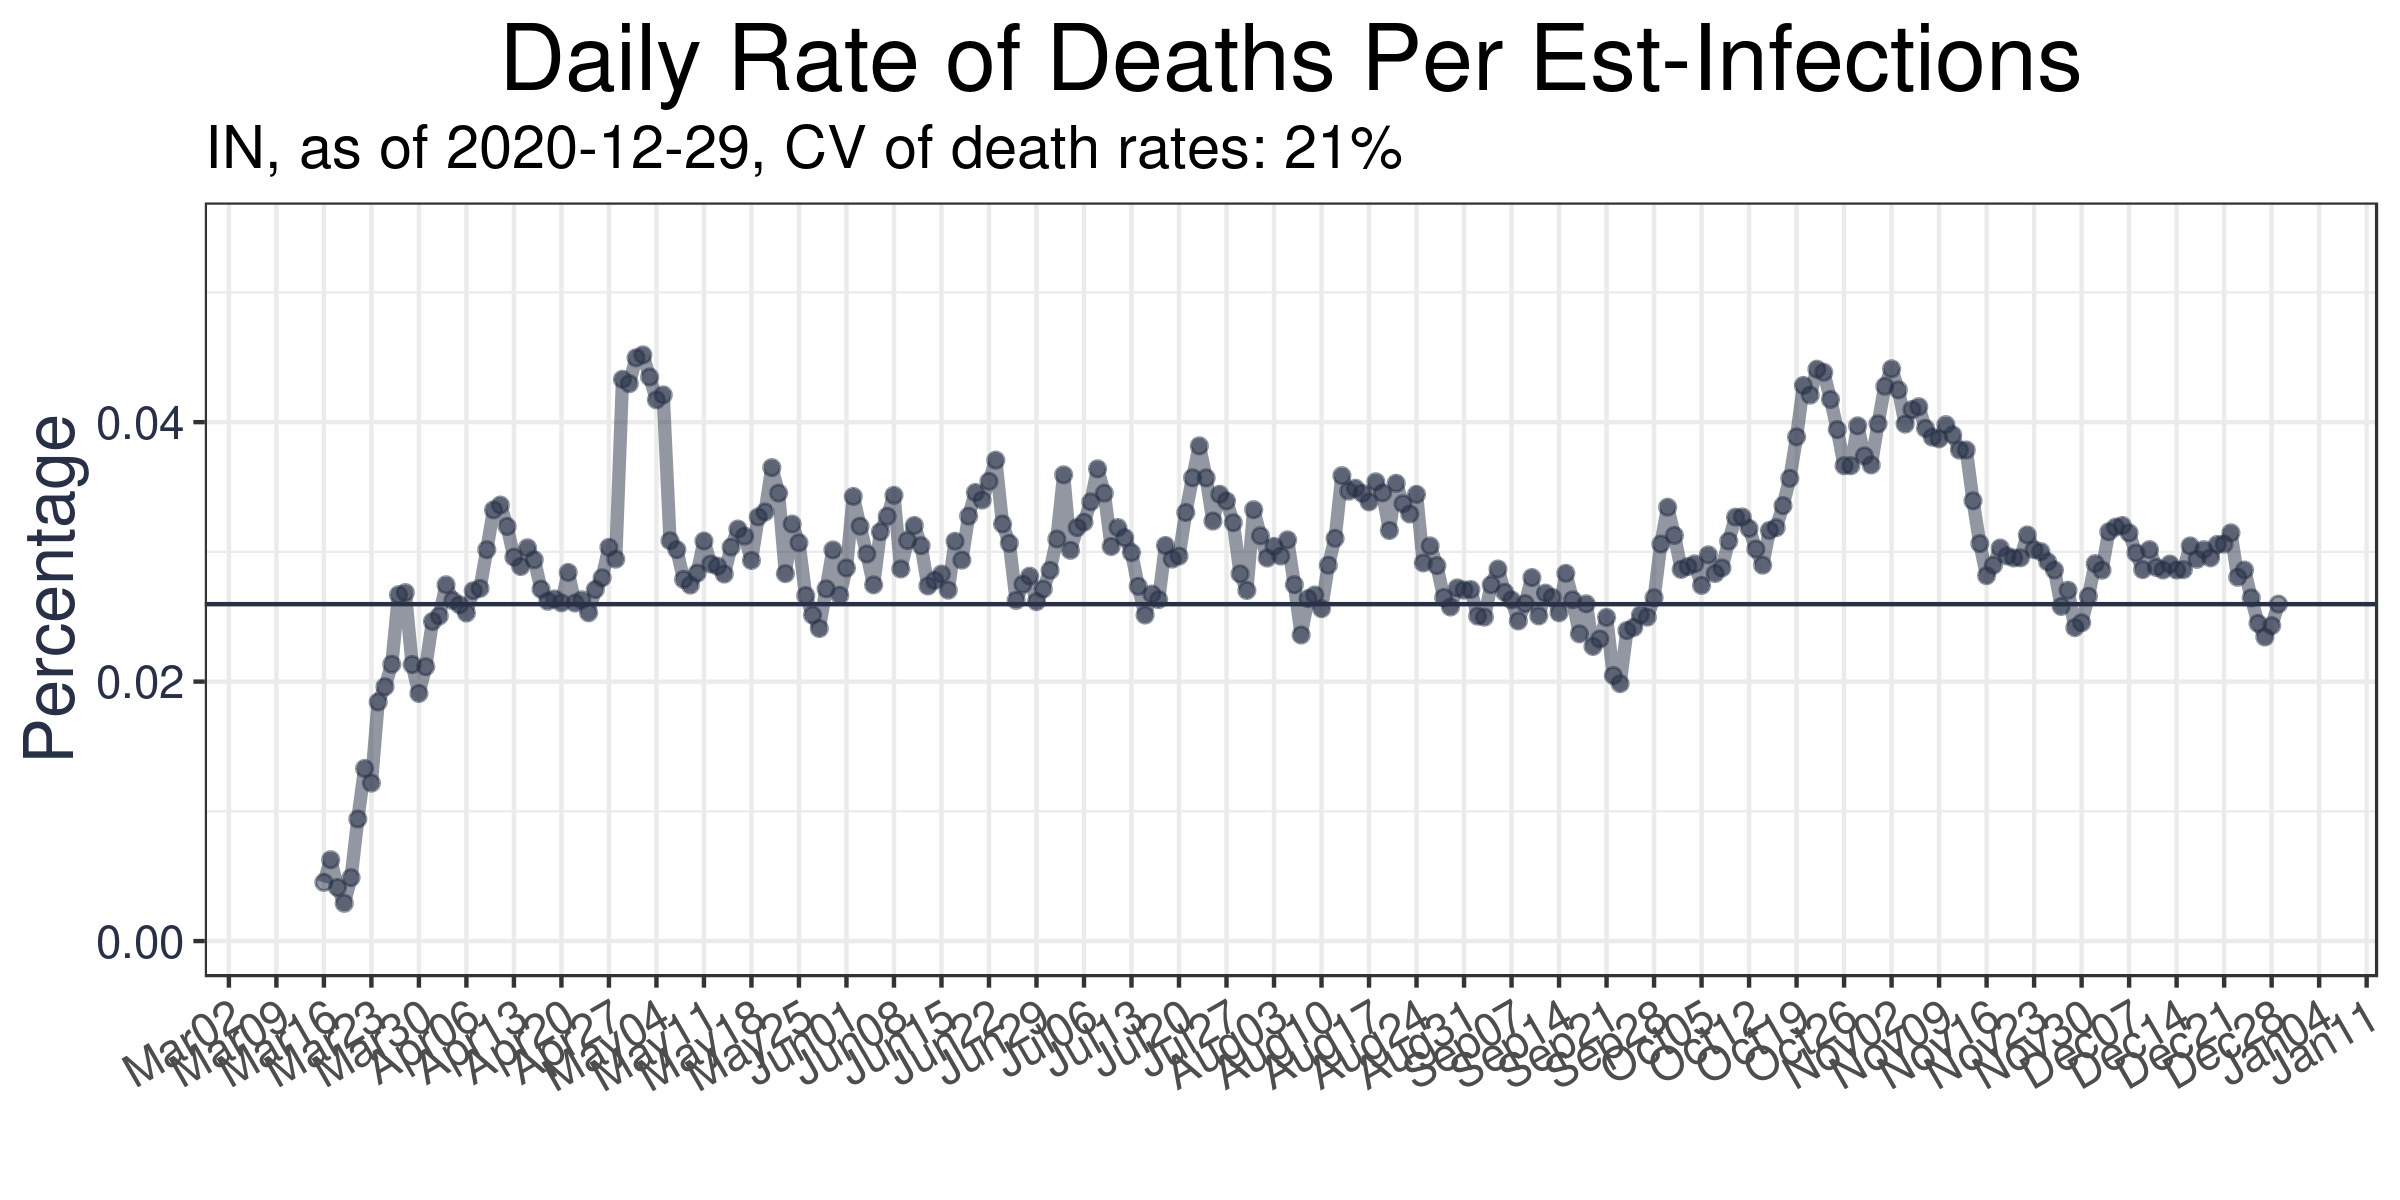 Daily Rate of Deaths Per Est-Infections
IN, as of 2020-12-29, CV of death rates: 21%
Percentage
0.04
0.02
0.00
Mar02
Mar09
Mar16
Mar23
Mar30
Apr06
Apr13
Apr20
Apr27
May04
May11
May18
May25
Jun01
Jun08
Jun15
Jun22
Jun29
Jul06
Jul13
Jul20
Jul27
Aug03
Aug10
Aug17
Aug24
Aug31
Sep07
Sep14
Sep21
Sep28
Oct05
Oct12
Oct19
Oct26
Nov02
Nov09
Nov16
Nov23
Nov30
Dec07
Dec14
Dec21
Dec28
Jan04
Jan11